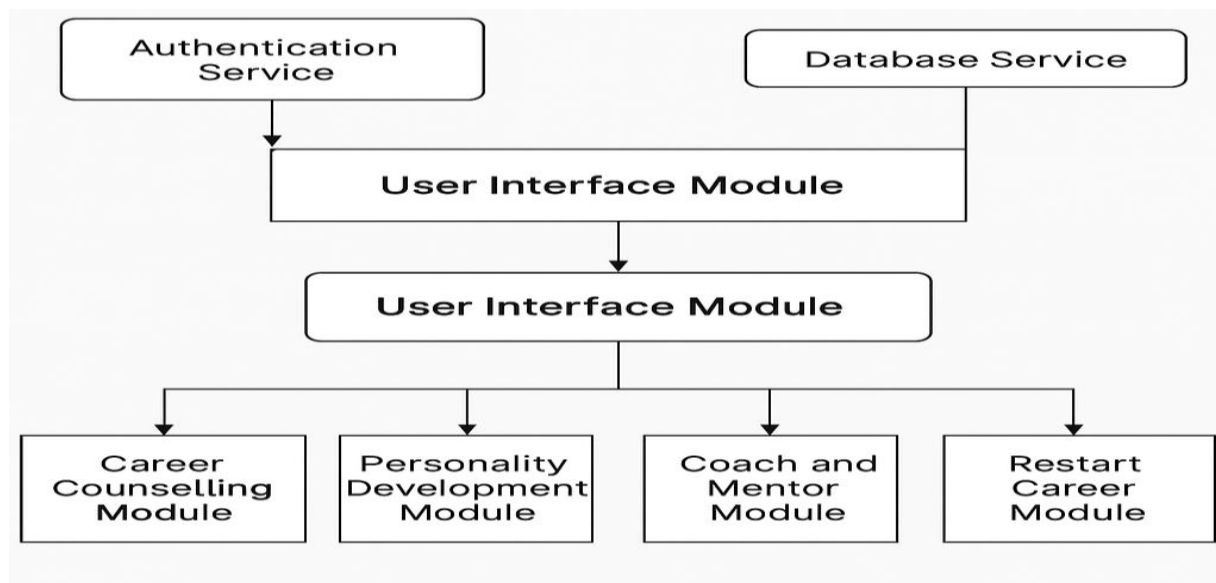 Authentication
Service
Database Service
User Interface Module
User Interface Module
Career
Counselling
Module
Personality
Development
Module
Coach and
Mentor
Module
Restart
Career
Module